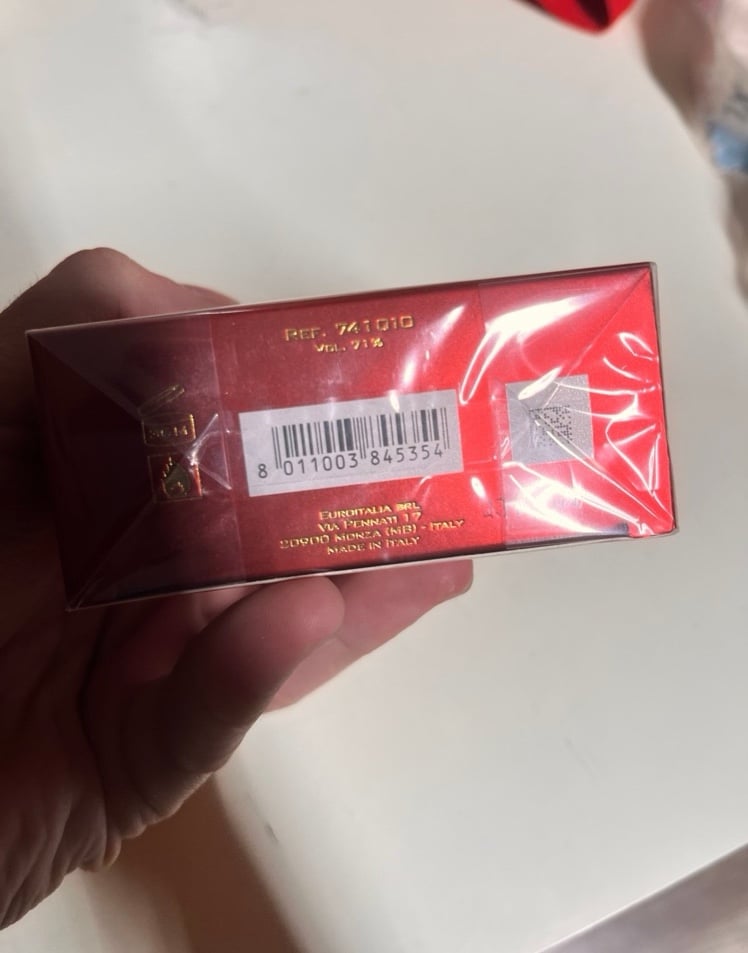 REF. 741010
VOL. 71%
8 011003 845354
EUROITALIA SRL
VIA PENNATI 17
20900 MONZA (MB) - ITALY
MADE IN ITALY